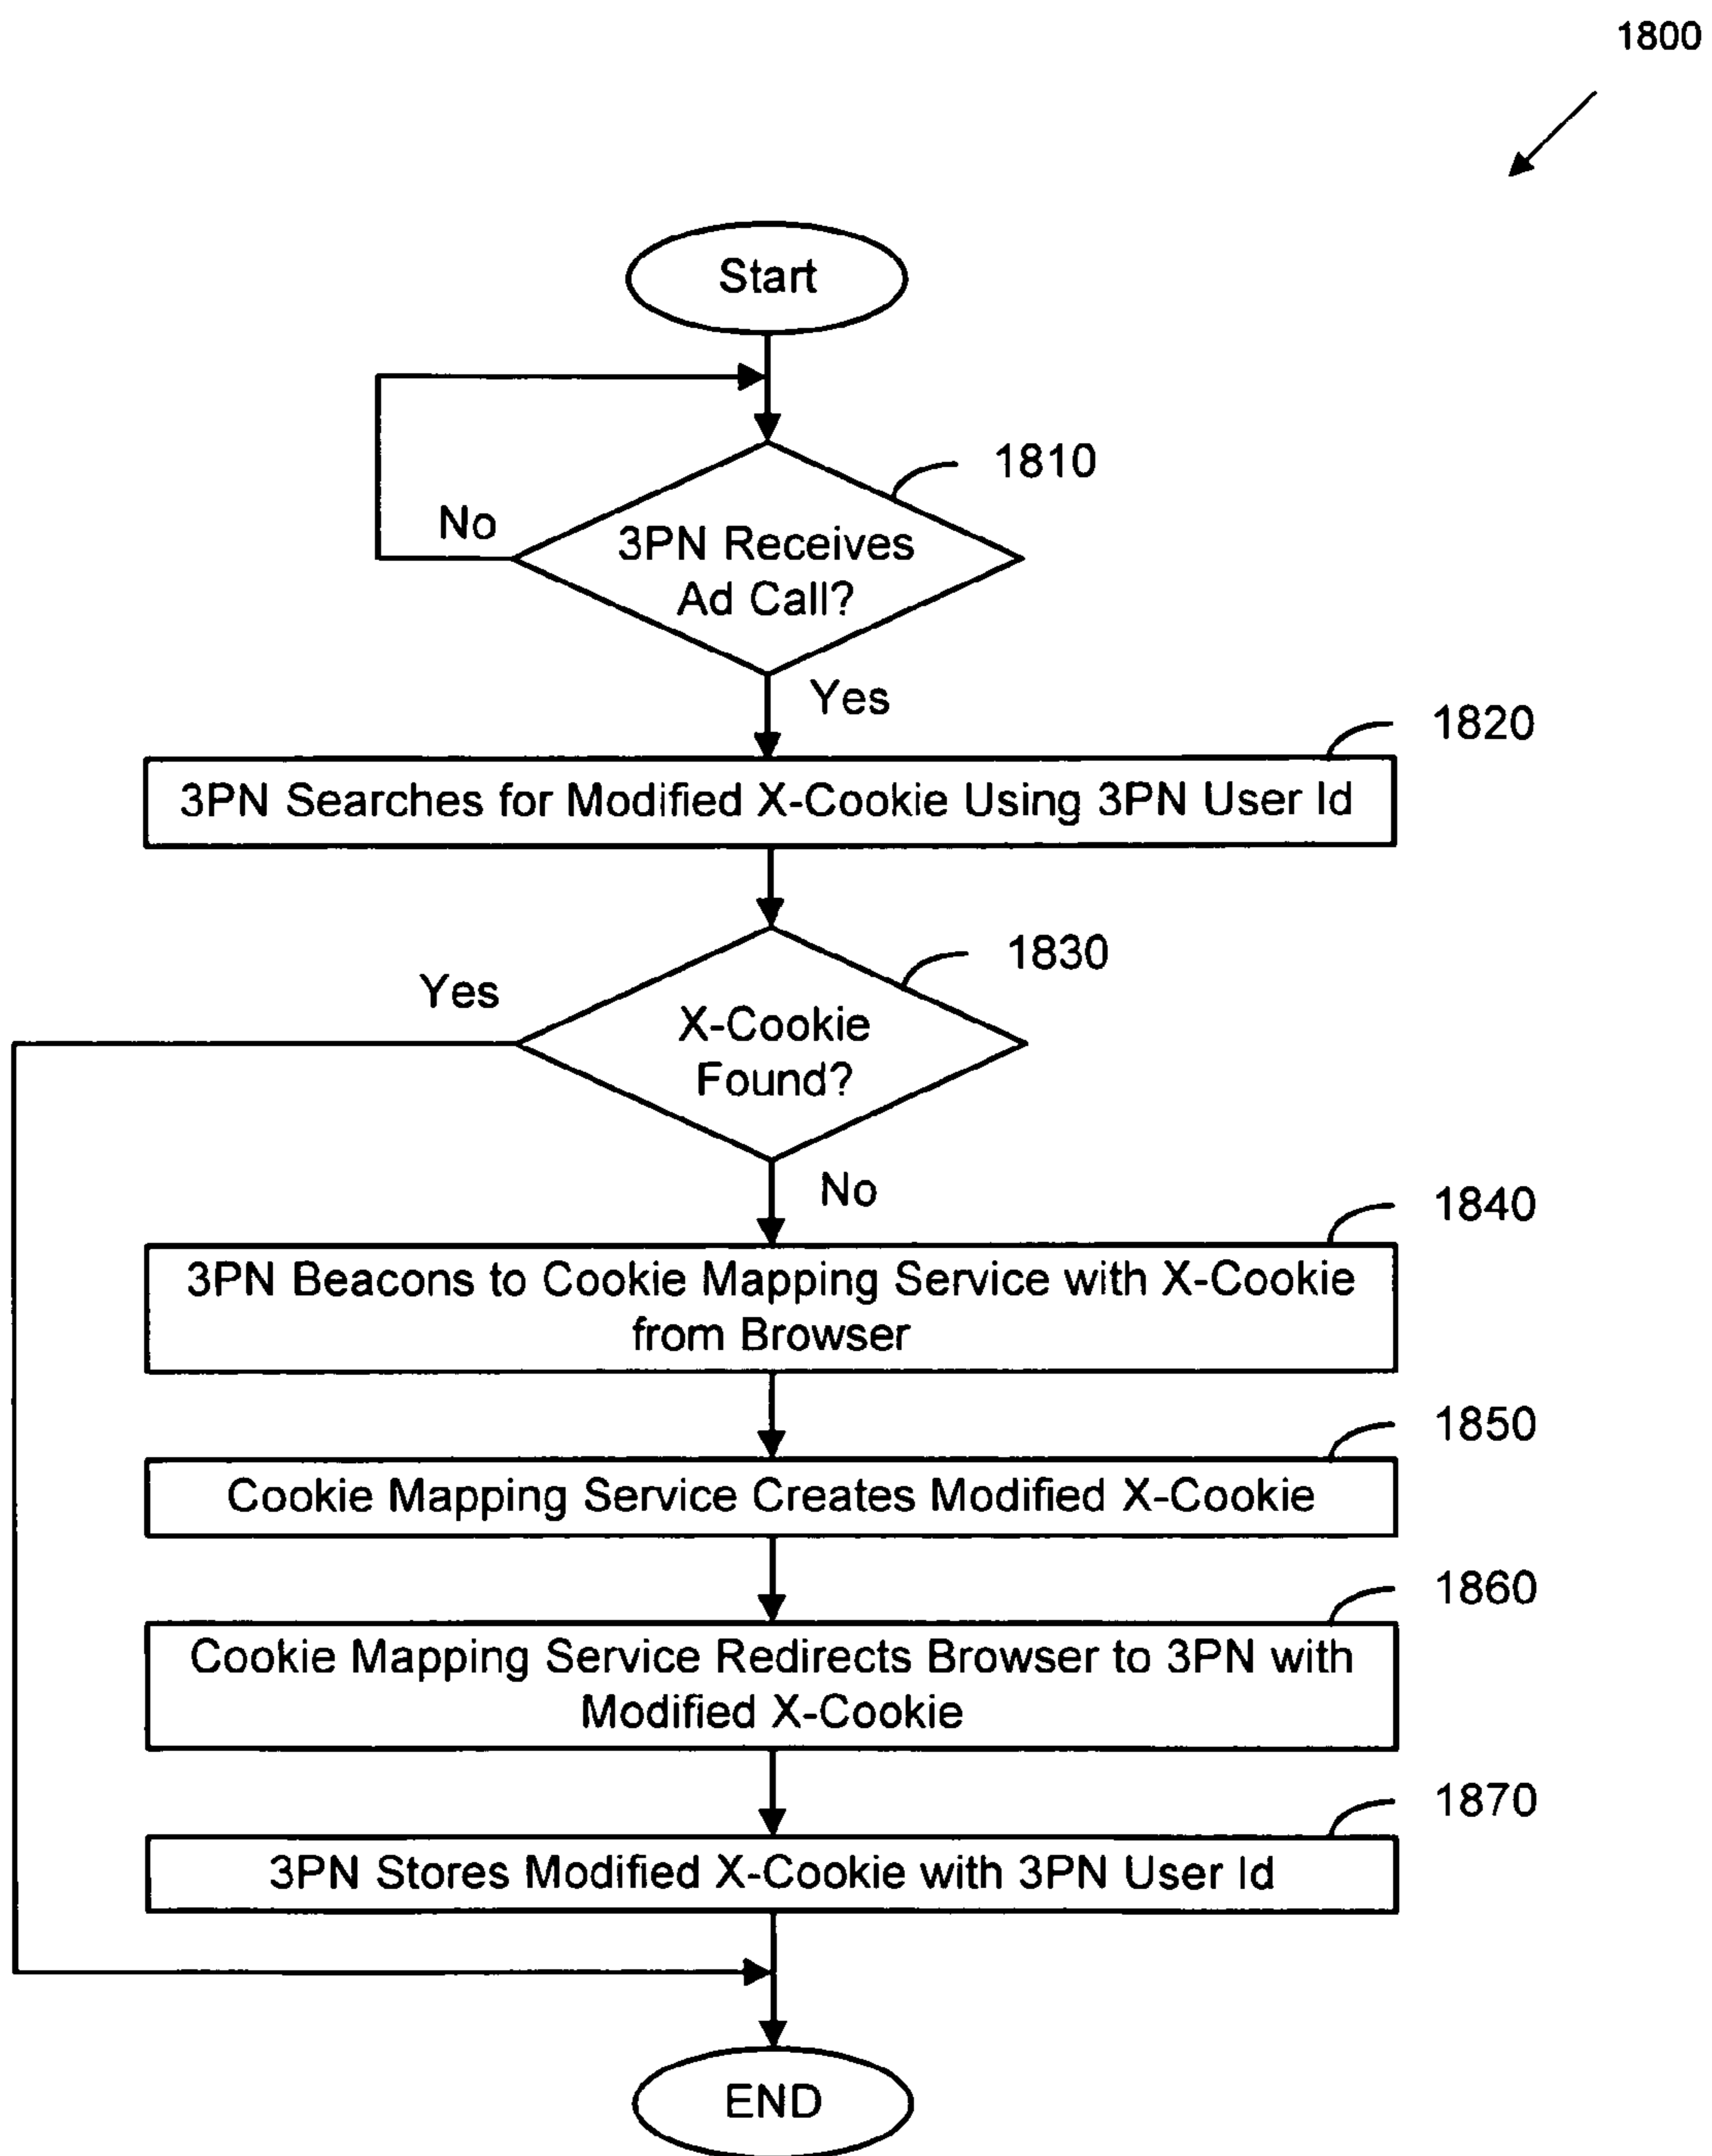 1800
Start
1810
No
3PN Receives
Ad Call?
Yes
1820
3PN Searches for Modified X-Cookie Using 3PN User Id
1830
Yes
X-Cookie
Found?
No
1840
3PN Beacons to Cookie Mapping Service with X-Cookie
from Browser
1850
Cookie Mapping Service Creates Modified X-Cookie
1860
Cookie Mapping Service Redirects Browser to 3PN with
Modified X-Cookie
1870
3PN Stores Modified X-Cookie with 3PN User Id
END